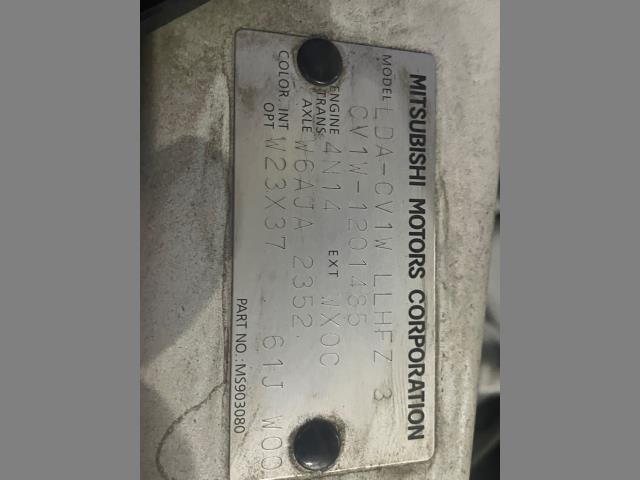 MITSUBISHI MOTORS CORPORATION
MODEL LDA-CV1W LLHFZ 3
CV1W-1201485
ENGINE 4N14 EXT WX0C
TRANS. AXLE W6AJA 2352.
COLOR. INT OPT W23X37 . 61J W00
PART NO.: MS903080